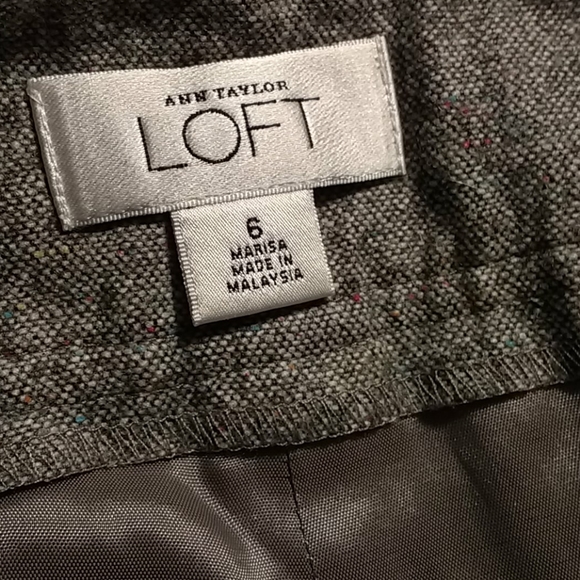 ANN TAYLOR
LOFT
6
MARISA
MADE IN
MALAYSIA